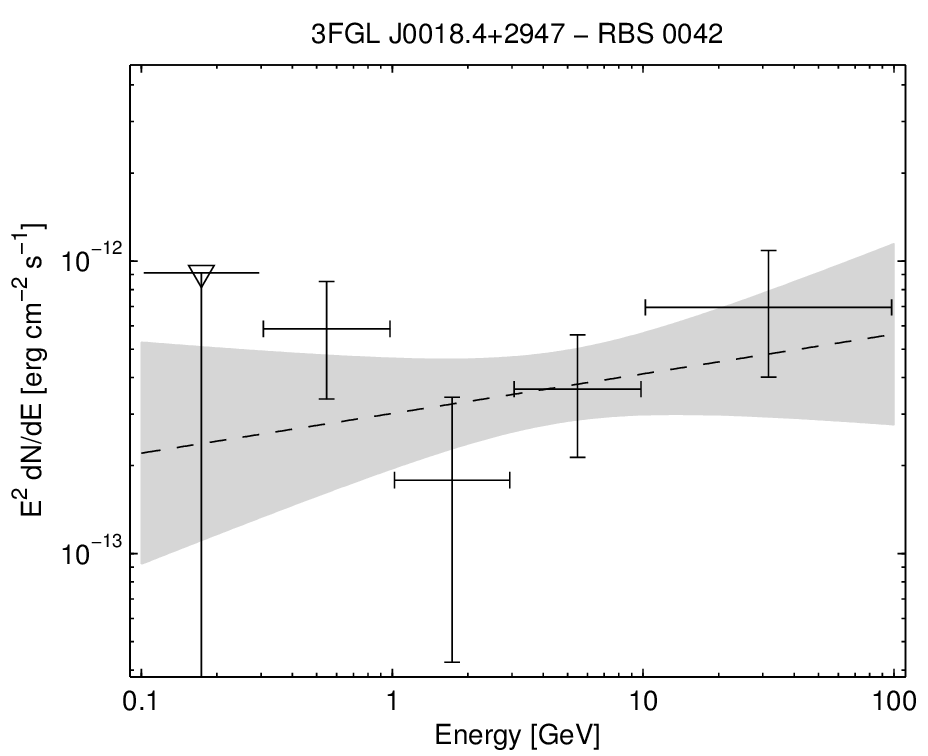 3FGL J0018.4+2947 − RBS 0042
E² dN/dE [erg cm⁻² s⁻¹]
10⁻¹²
10⁻¹³
0.1 1 10 100
Energy [GeV]